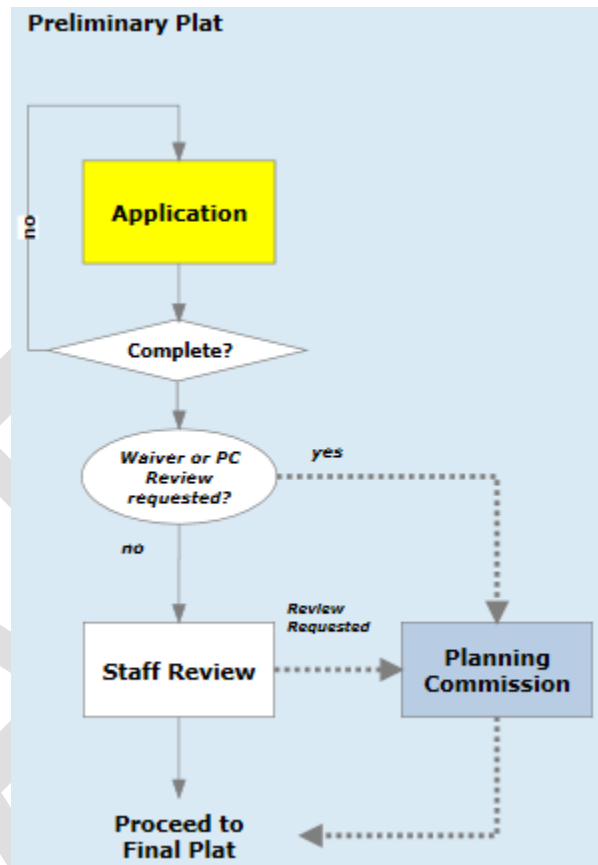 Preliminary Plat
no
Application
Complete?
Waiver or PC
Review
requested?
yes
no
Review
Requested
Staff Review
Planning
Commission
Proceed to
Final Plat